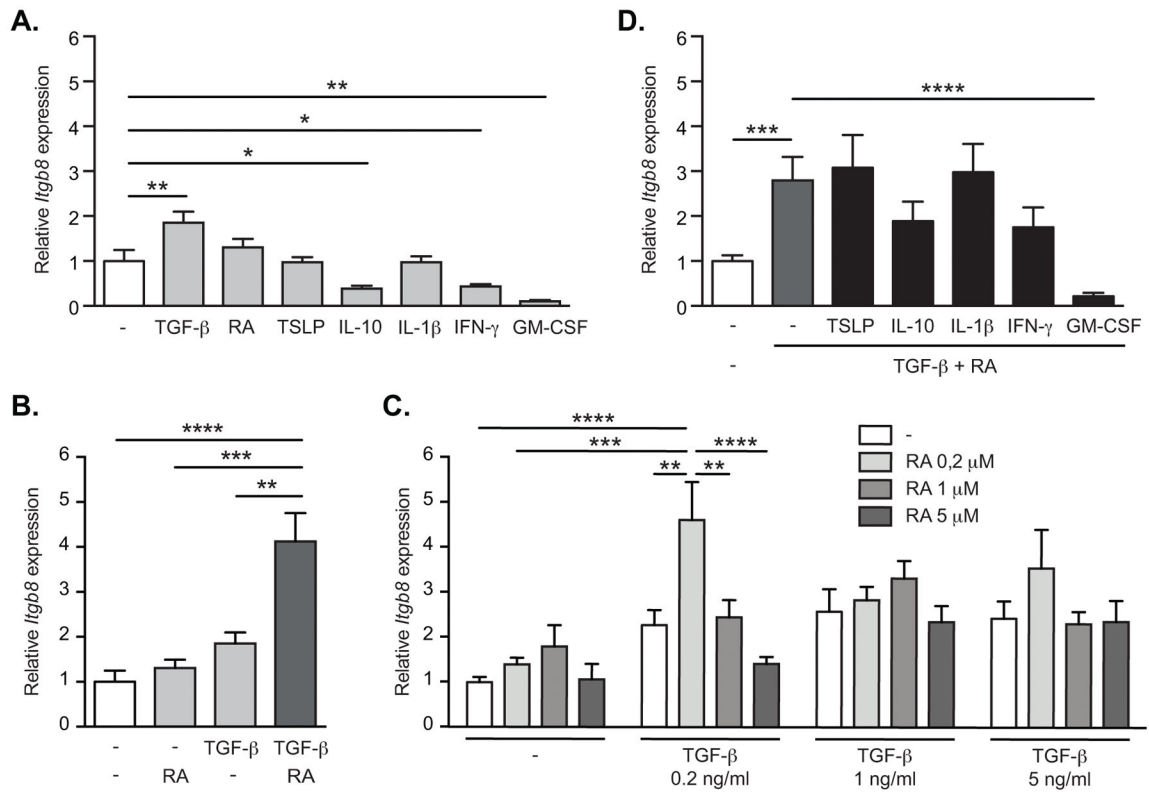 A.
Relative Itgb8 expression
6
5
4
3
2
1
0
**
*
*
**
- TGF-β RA TSLP IL-10 IL-1β IFN-γ GM-CSF
D.
Relative Itgb8 expression
6
5
4
3
2
1
0
****
***
- - TSLP IL-10 IL-1β IFN-γ GM-CSF
- TGF-β + RA
B.
Relative Itgb8 expression
6
5
4
3
2
1
0
****
***
**
- - TGF-β TGF-β
- RA - RA
C.
Relative Itgb8 expression
6
5
4
3
2
1
0
****
*** ****
** **
-
RA 0,2 μM
RA 1 μM
RA 5 μM
- TGF-β TGF-β TGF-β
0.2 ng/ml 1 ng/ml 5 ng/ml